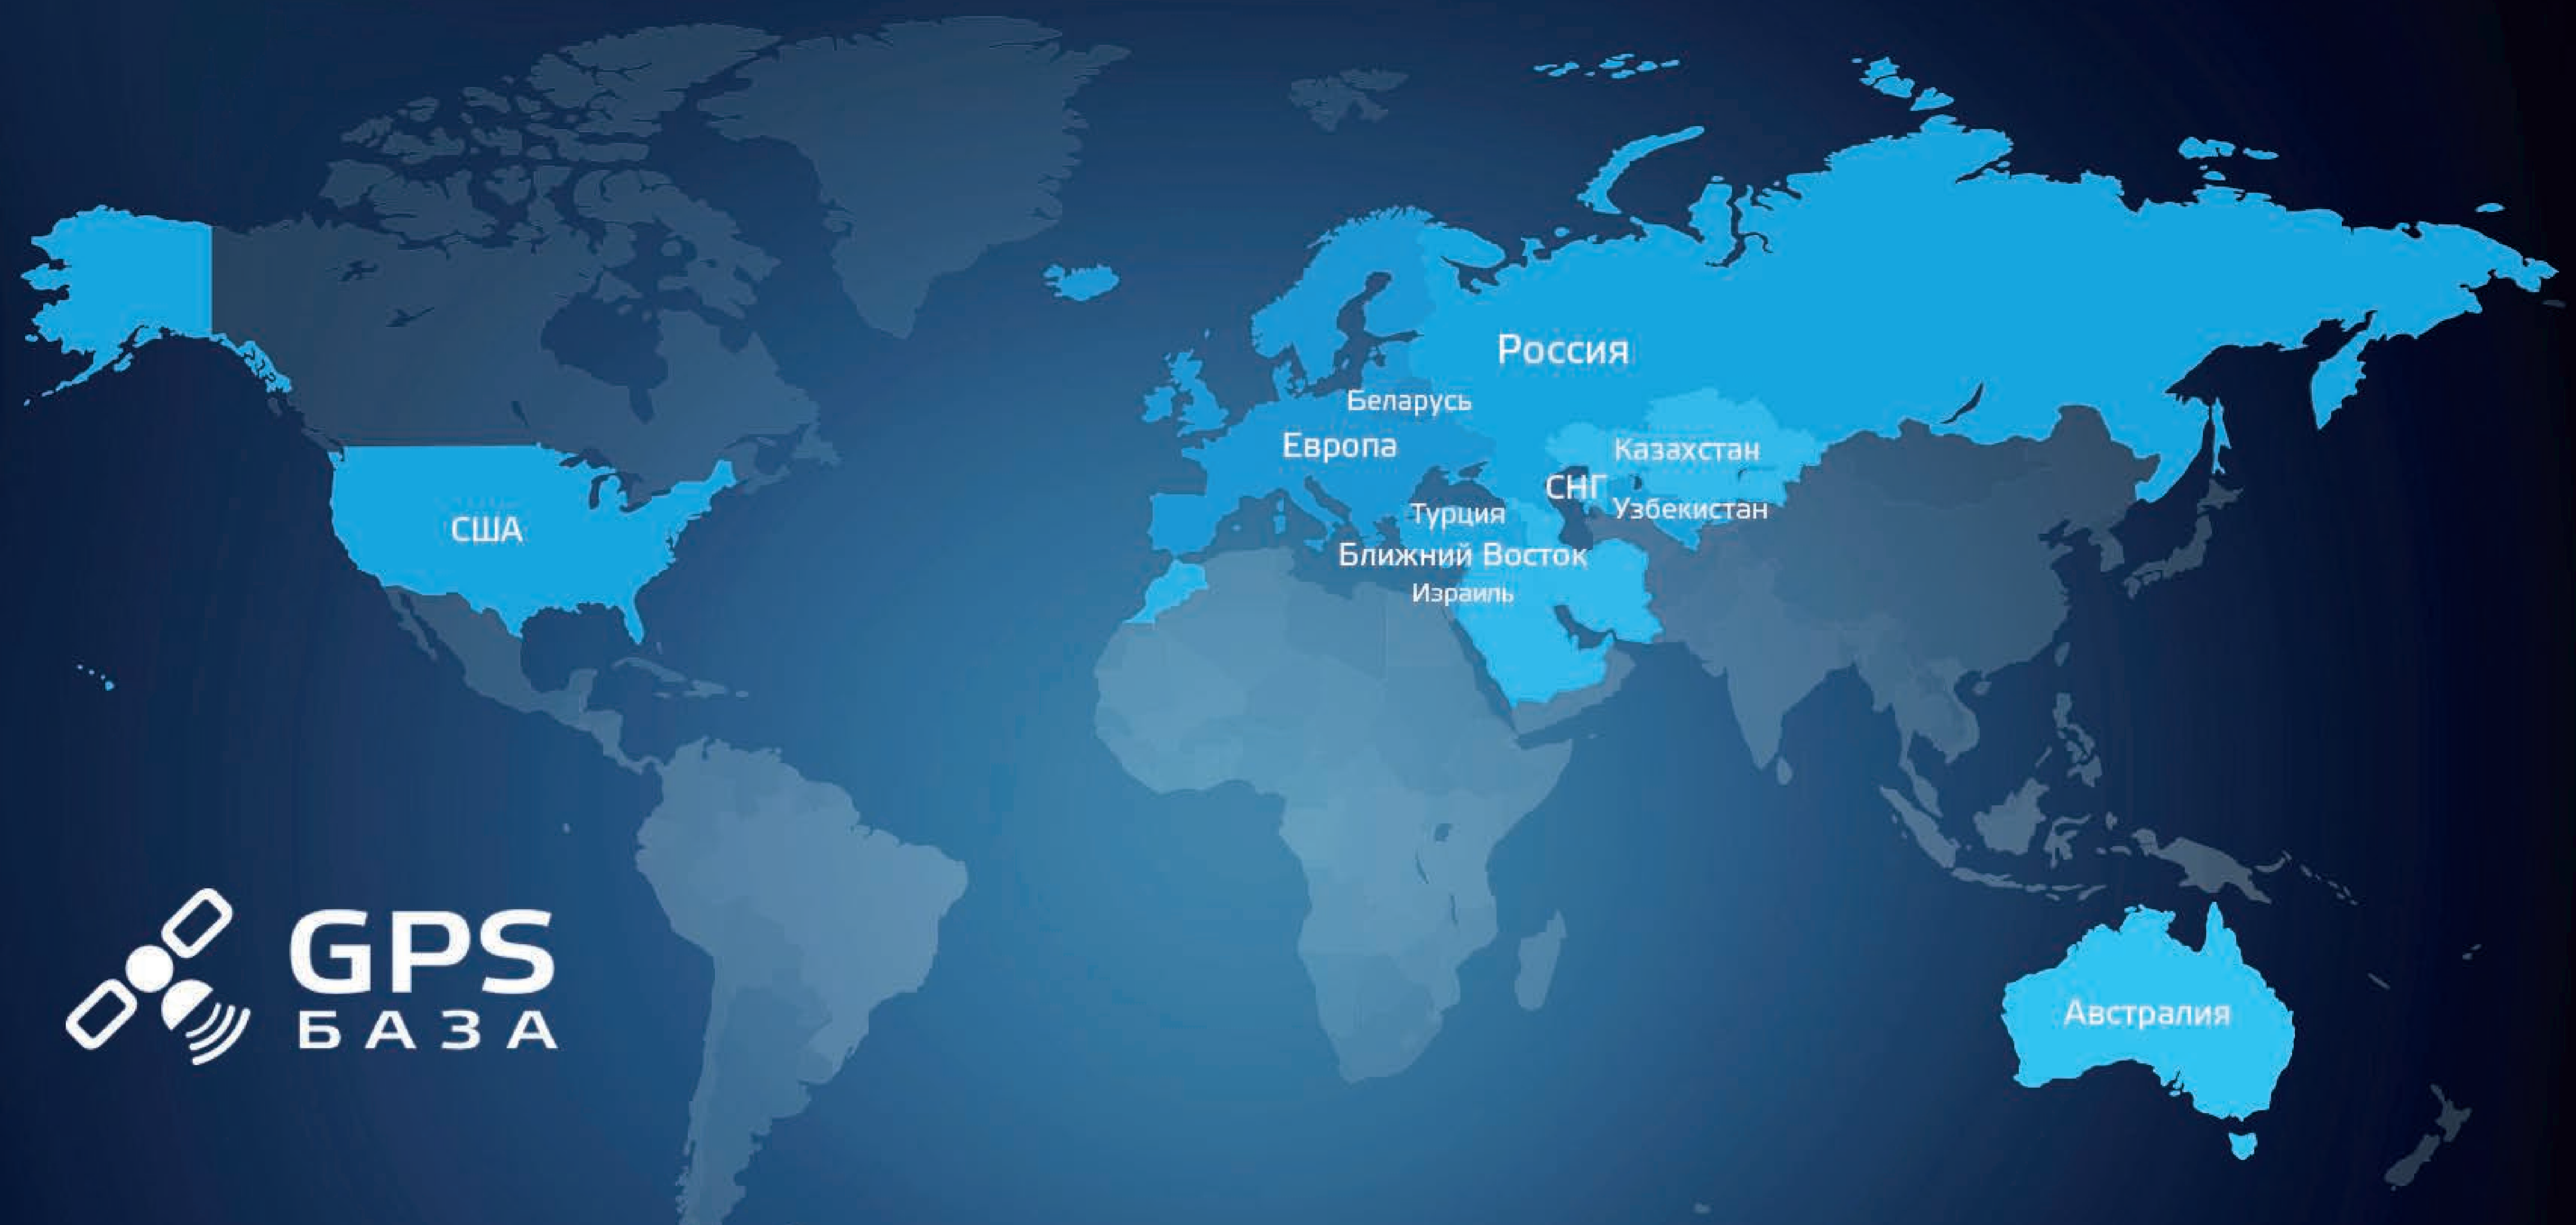 Россия
Беларусь
Европа
Казахстан
СНГ
Узбекистан
Турция
Ближний Восток
Израиль
США
Австралия
GPS
БАЗА